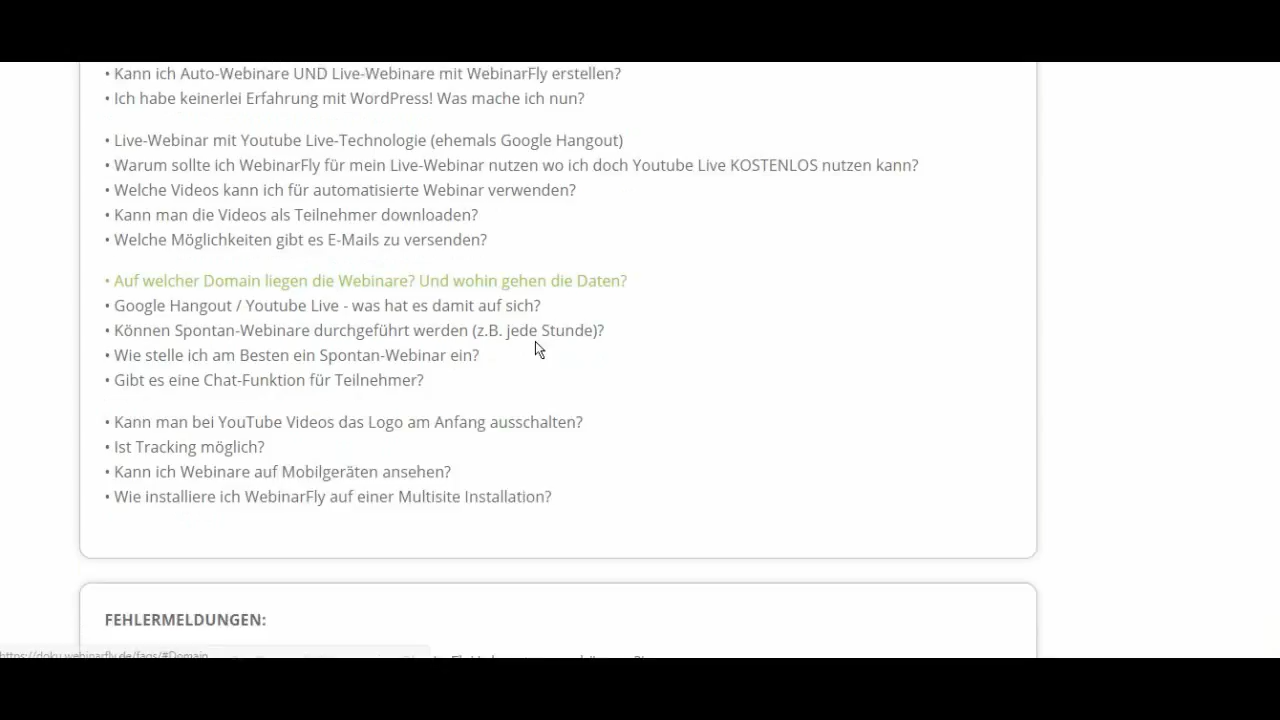 • Kann ich Auto-Webinare UND Live-Webinare mit WebinarFly erstellen?
• Ich habe keinerlei Erfahrung mit WordPress! Was mache ich nun?
• Live-Webinar mit Youtube Live-Technologie (ehemals Google Hangout)
• Warum sollte ich WebinarFly für mein Live-Webinar nutzen wo ich doch Youtube Live KOSTENLOS nutzen kann?
• Welche Videos kann ich für automatisierte Webinar verwenden?
• Kann man die Videos als Teilnehmer downloaden?
• Welche Möglichkeiten gibt es E-Mails zu versenden?
• Auf welcher Domain liegen die Webinare? Und wohin gehen die Daten?
• Google Hangout / Youtube Live - was hat es damit auf sich?
• Können Spontan-Webinare durchgeführt werden (z.B. jede Stunde)?
• Wie stelle ich am Besten ein Spontan-Webinar ein?
• Gibt es eine Chat-Funktion für Teilnehmer?
• Kann man bei YouTube Videos das Logo am Anfang ausschalten?
• Ist Tracking möglich?
• Kann ich Webinare auf Mobilgeräten ansehen?
• Wie installiere ich WebinarFly auf einer Multisite Installation?
FEHLERMELDUNGEN:
https://doku.webinarfly.de/faqs/#Domain